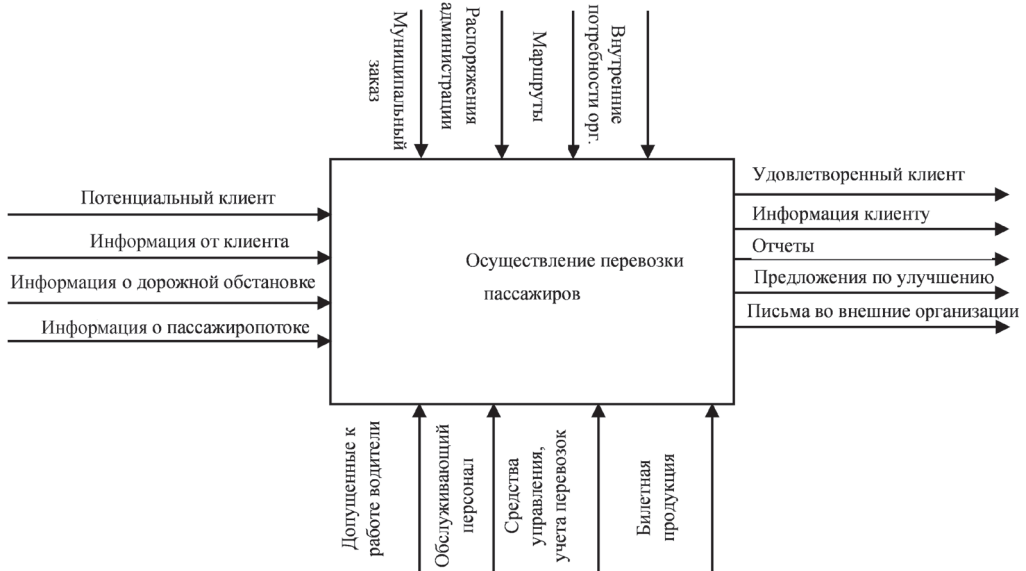 Муниципальный
заказ
Распоряжения
администрации
Маршруты
Внутренние
потребности орг.
Потенциальный клиент
Информация от клиента
Информация о дорожной обстановке
Информация о пассажиропотоке
Осуществление перевозки
пассажиров
Удовлетворенный клиент
Информация клиенту
Отчеты
Предложения по улучшению
Письма во внешние организации
Допущенные к
работе водители
Обслуживающий
персонал
Средства
управления,
учета перевозок
Билетная
продукция